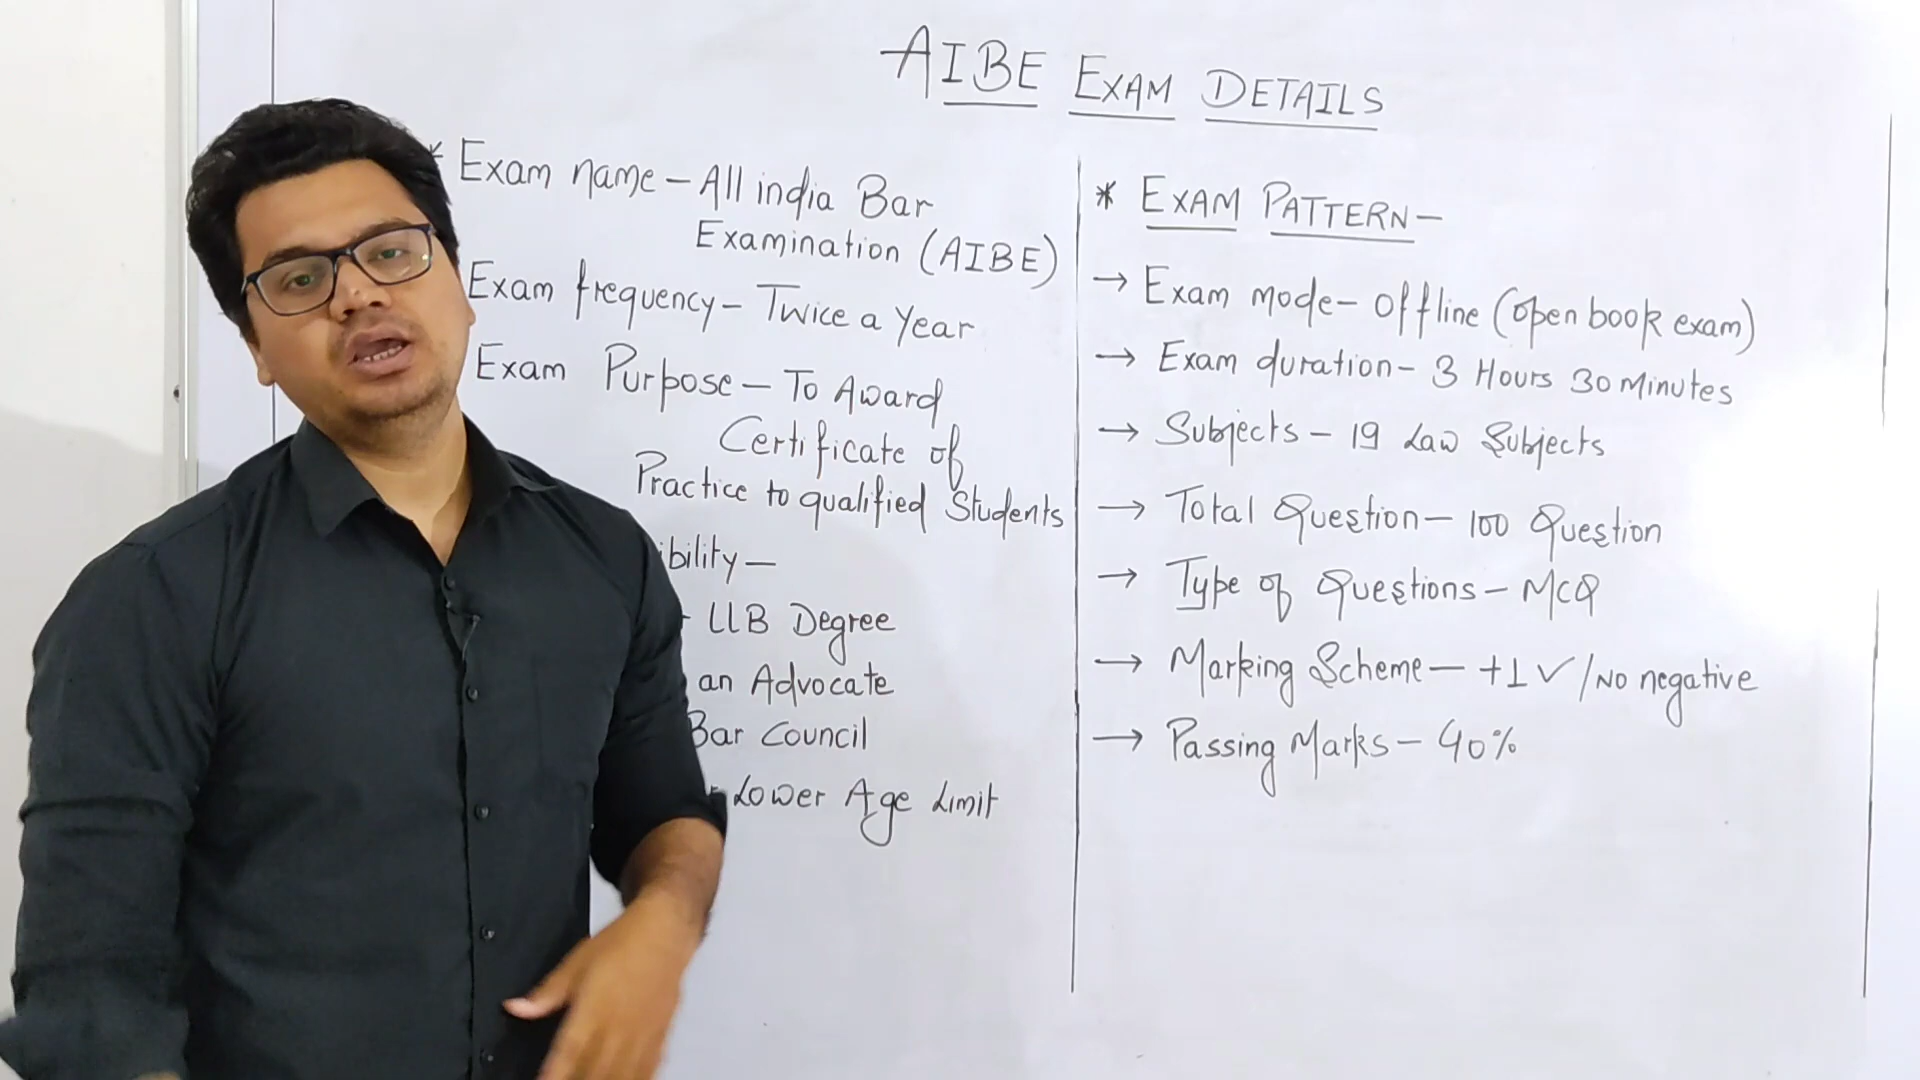 AIBE EXAM DETAILS
* Exam name - All india Bar
Examination (AIBE)
Exam frequency - Twice a Year
Exam Purpose - To Award
Certificate of
Practice to qualified Students
ibility -
LLB Degree
an Advocate
Bar Council
Lower Age Limit
* EXAM PATTERN -
→ Exam mode - offline (open book exam)
→ Exam duration - 3 Hours 30 Minutes
→ Subjects - 19 Law Subjects
→ Total Question - 100 Question
→ Type of Questions - MCQ
→ Marking Scheme - +1 ✓ / No negative
→ Passing Marks - 40%